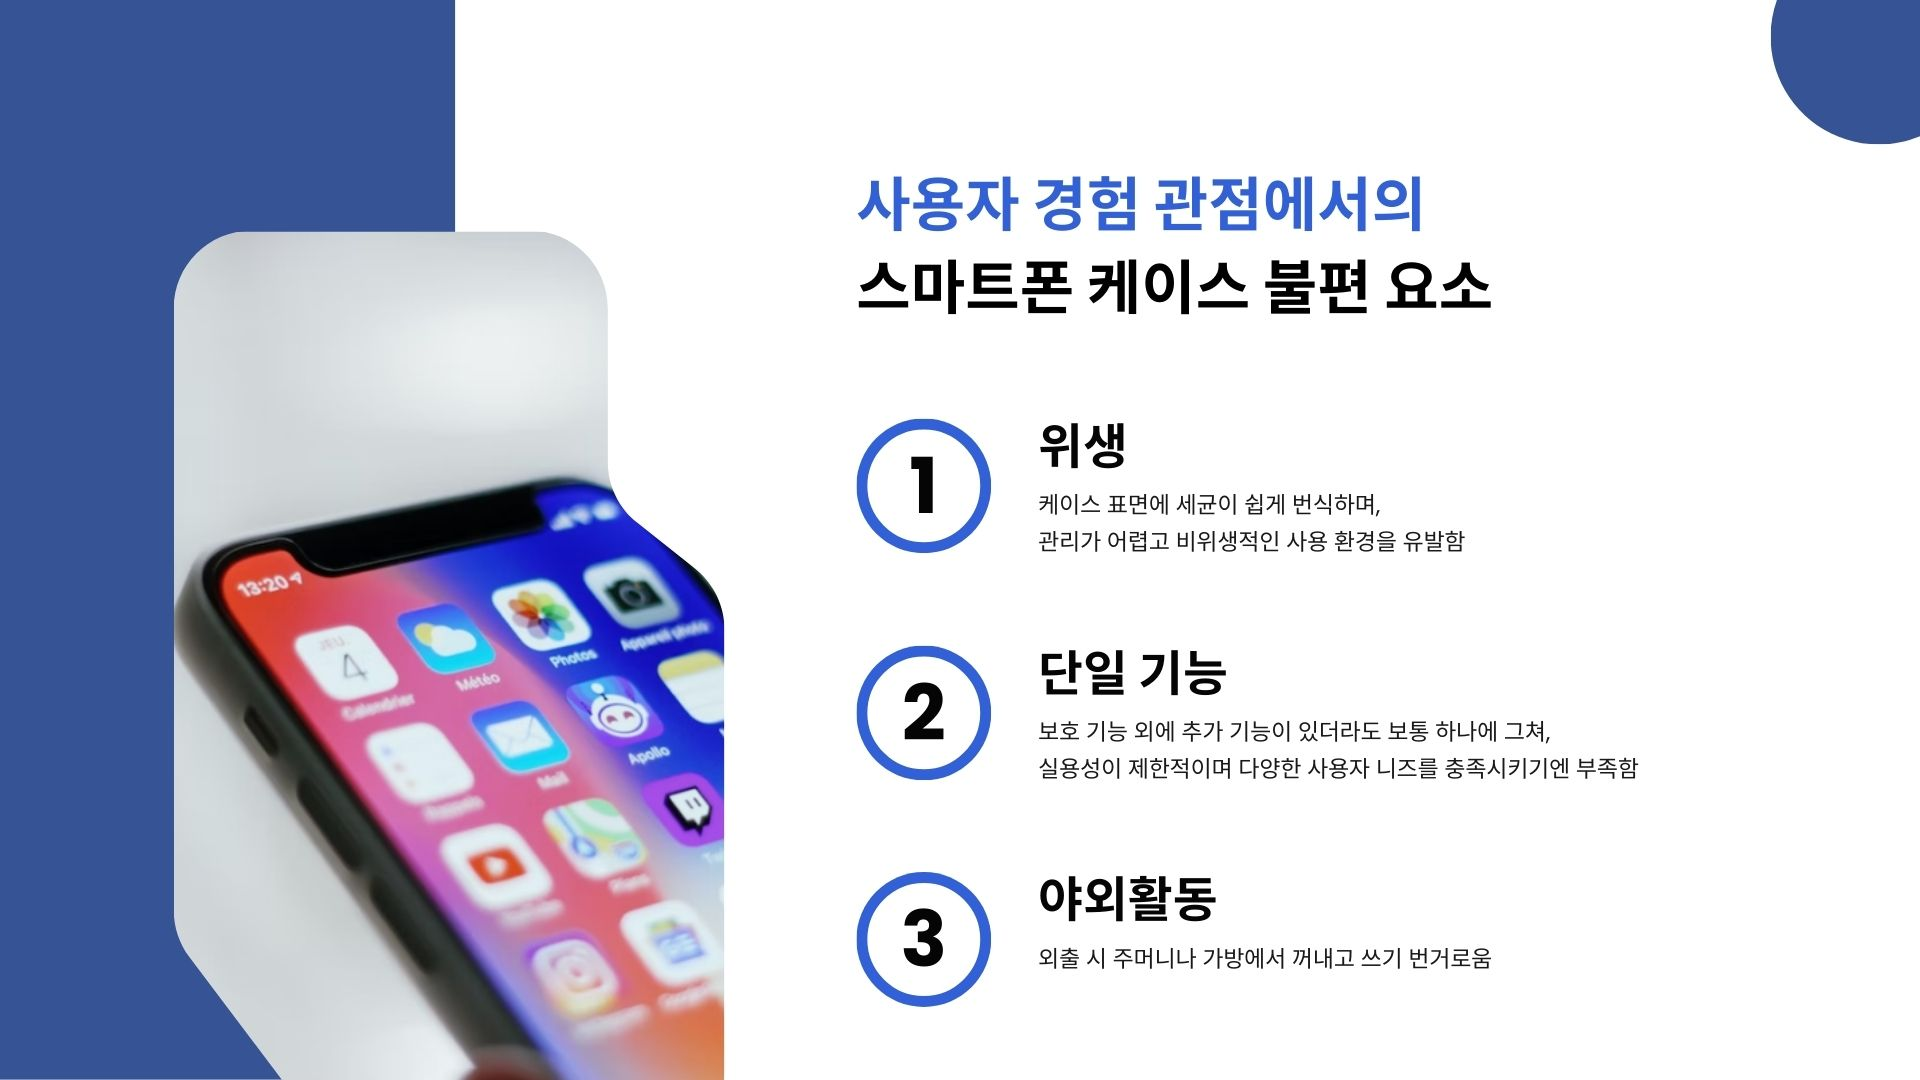 사용자 경험 관점에서의
스마트폰 케이스 불편 요소
1
위생
케이스 표면에 세균이 쉽게 번식하며,
관리가 어렵고 비위생적인 사용 환경을 유발함
2
단일 기능
보호 기능 외에 추가 기능이 있더라도 보통 하나에 그쳐,
실용성이 제한적이며 다양한 사용자 니즈를 충족시키기엔 부족함
3
야외활동
외출 시 주머니나 가방에서 꺼내고 쓰기 번거로움
13:20
JEU.
4
Calendrier
Météo
Photos
Appareil photo
Mail
Apollo
Plans
YouTube